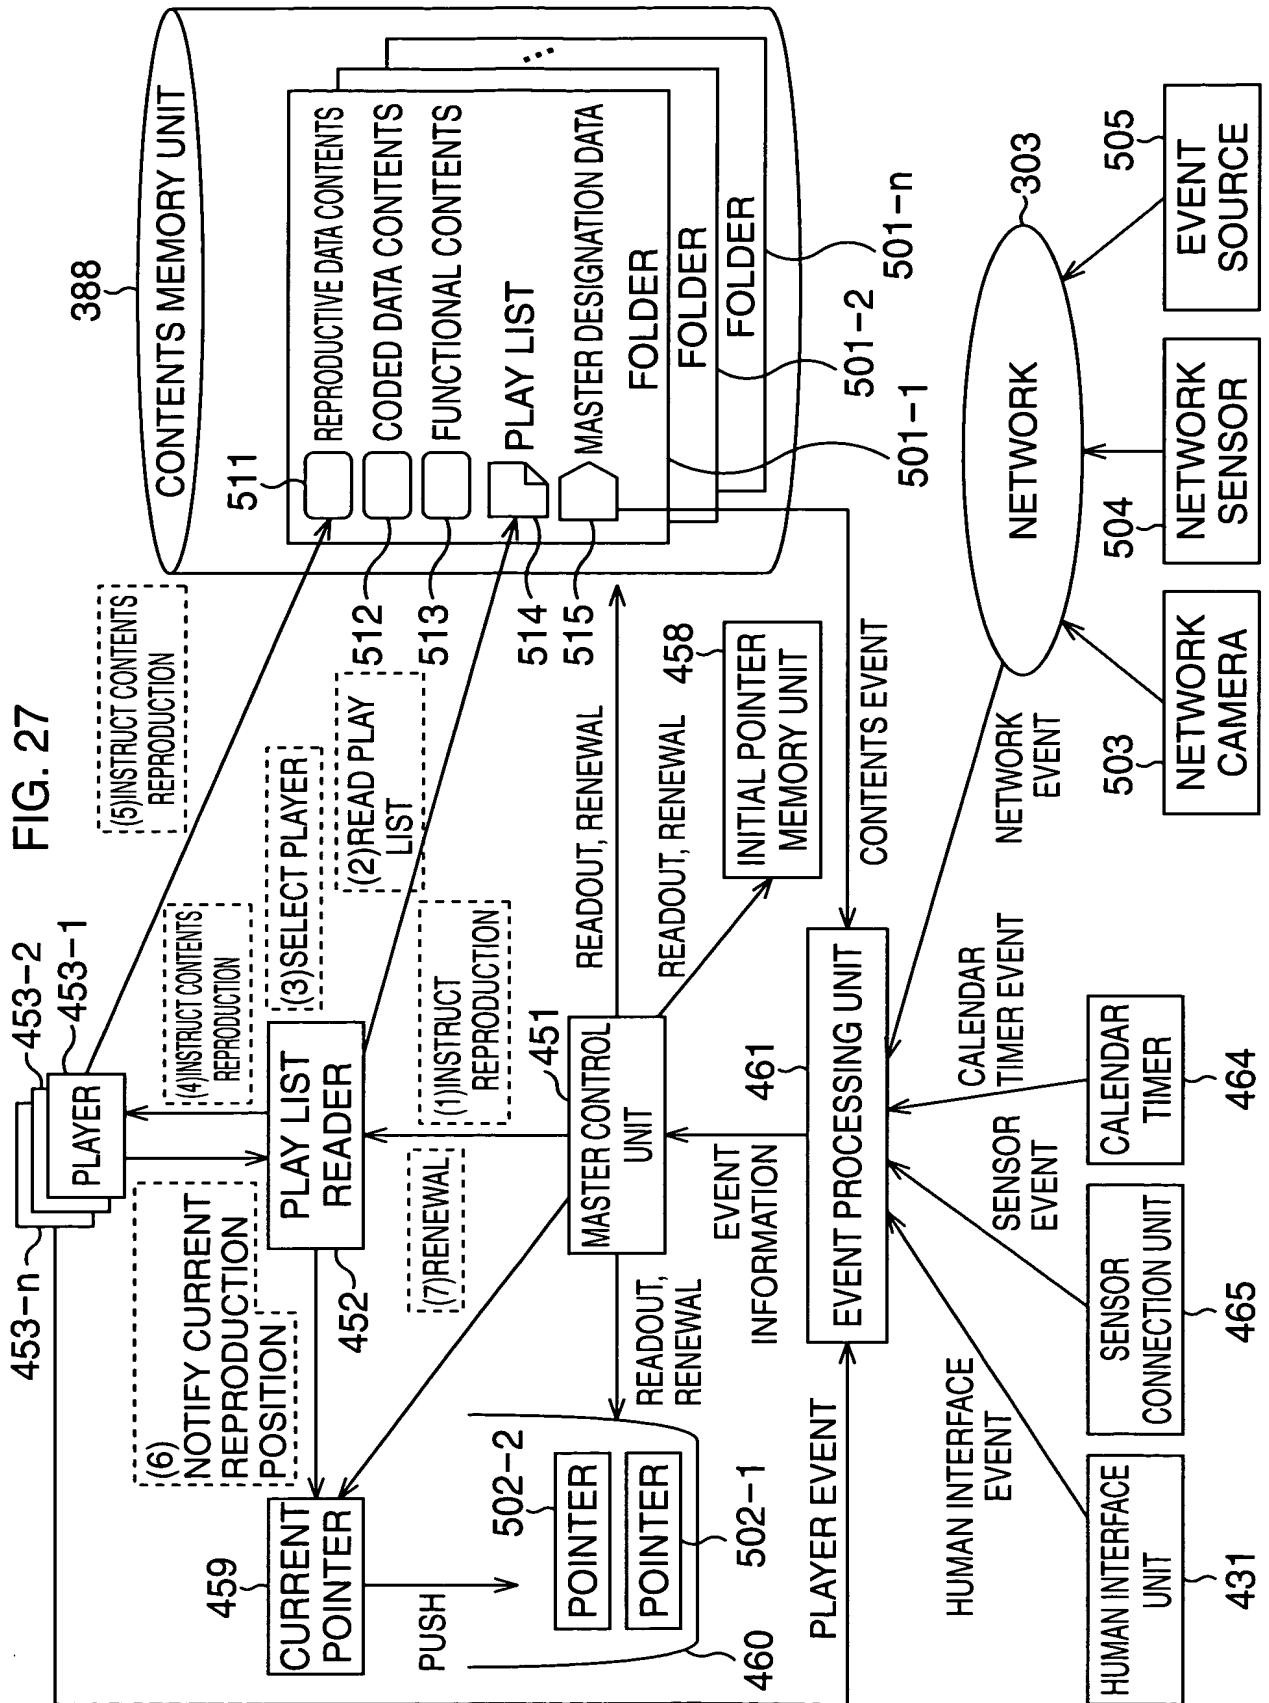 FIG. 27
453-n
453-2
453-1
PLAYER
(4)INSTRUCT CONTENTS
REPRODUCTION
(5)INSTRUCT CONTENTS
REPRODUCTION
(6)
NOTIFY CURRENT
REPRODUCTION
POSITION
(3)SELECT PLAYER
(2)READ PLAY
LIST
459
CURRENT
POINTER
452
PLAY LIST
READER
(7)RENEWAL
(1)INSTRUCT
REPRODUCTION
PUSH
502-2
POINTER
POINTER
502-1
460
READOUT,
RENEWAL
451
MASTER CONTROL
UNIT
READOUT, RENEWAL
READOUT, RENEWAL
458
INITIAL POINTER
MEMORY UNIT
388
CONTENTS MEMORY UNIT
511
REPRODUCTIVE DATA CONTENTS
512
CODED DATA CONTENTS
513
FUNCTIONAL CONTENTS
514
PLAY LIST
515
MASTER DESIGNATION DATA
FOLDER
FOLDER
FOLDER
501-1
501-2
501-n
PLAYER EVENT
EVENT
INFORMATION
461
EVENT PROCESSING UNIT
CONTENTS EVENT
HUMAN INTERFACE
EVENT
SENSOR
EVENT
CALENDAR
TIMER EVENT
NETWORK
EVENT
NETWORK
303
HUMAN INTERFACE
UNIT
431
SENSOR
CONNECTION UNIT
465
CALENDAR
TIMER
464
503
NETWORK
CAMERA
504
NETWORK
SENSOR
505
EVENT
SOURCE